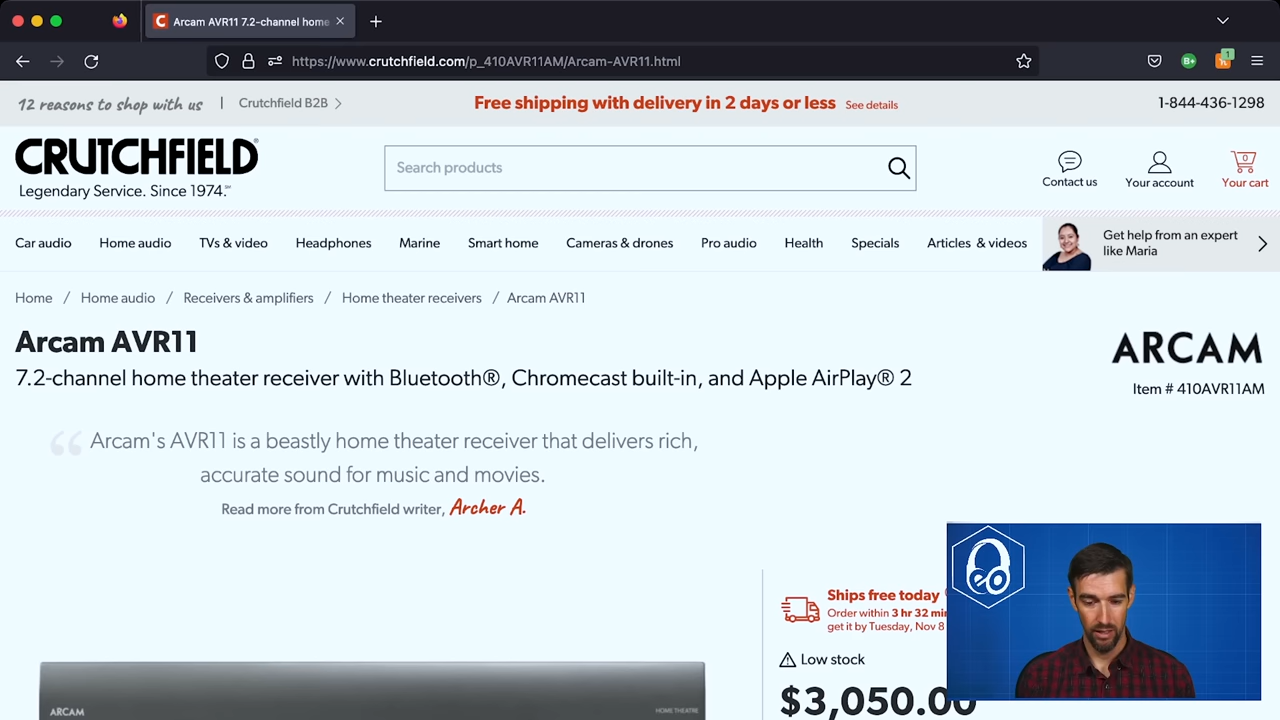 Arcam AVR11 7.2-channel home
https://www.crutchfield.com/p_410AVR11AM/Arcam-AVR11.html
1
12 reasons to shop with us | Crutchfield B2B
Free shipping with delivery in 2 days or less See details
1-844-436-1298
CRUTCHFIELD®
Legendary Service. Since 1974.℠
Search products
Contact us
Your account
0
Your cart
Car audio Home audio TVs & video Headphones Marine Smart home Cameras & drones Pro audio Health Specials Articles & videos
Get help from an expert
like Maria
Home / Home audio / Receivers & amplifiers / Home theater receivers / Arcam AVR11
Arcam AVR11
7.2-channel home theater receiver with Bluetooth®, Chromecast built-in, and Apple AirPlay® 2
ARCAM
Item # 410AVR11AM
“ Arcam's AVR11 is a beastly home theater receiver that delivers rich,
accurate sound for music and movies.
Read more from Crutchfield writer, Archer A.
Ships free today
Order within 3 hr 32 min
get it by Tuesday, Nov 8
Low stock
$3,050.00
ARCAM
HOME THEATRE